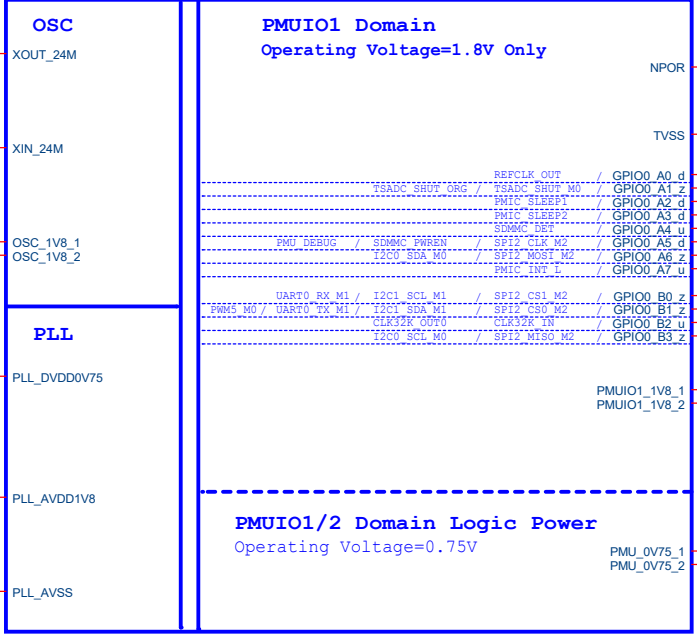 OSC
XOUT_24M
XIN_24M
OSC_1V8_1
OSC_1V8_2
PLL
PLL_DVDD0V75
PLL_AVDD1V8
PLL_AVSS
PMUIO1 Domain
Operating Voltage=1.8V Only
NPOR
TVSS
REFCLK_OUT / GPIO0_A0_d
TSADC_SHUT_ORG / TSADC_SHUT_M0 / GPIO0_A1_z
PMIC_SLEEP1 / GPIO0_A2_d
PMIC_SLEEP2 / GPIO0_A3_d
SDMMC_DET / GPIO0_A4_u
PMU_DEBUG / SDMMC_PWREN / SPI2_CLK_M2 / GPIO0_A5_d
I2C0_SDA_M0 / SPI2_MOSI_M2 / GPIO0_A6_z
PMIC_INT_L / GPIO0_A7_u
UART0_RX_M1 / I2C1_SCL_M1 / SPI2_CS1_M2 / GPIO0_B0_z
PWM5_M0 / UART0_TX_M1 / I2C1_SDA_M1 / SPI2_CS0_M2 / GPIO0_B1_z
CLK32K_OUT0 / CLK32K_IN / GPIO0_B2_u
I2C0_SCL_M0 / SPI2_MISO_M2 / GPIO0_B3_z
PMUIO1_1V8_1
PMUIO1_1V8_2
PMUIO1/2 Domain Logic Power
Operating Voltage=0.75V
PMU_0V75_1
PMU_0V75_2